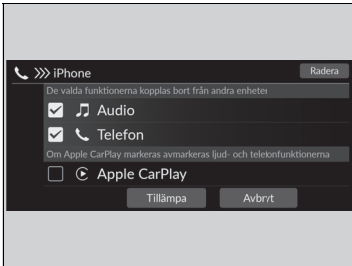 iPhone
Radera
De valda funktionerna kopplas bort från andra enheter
Audio
Telefon
Om Apple CarPlay markeras avmarkeras ljud- och telefonfunktionerna
Apple CarPlay
Tillämpa
Avbryt